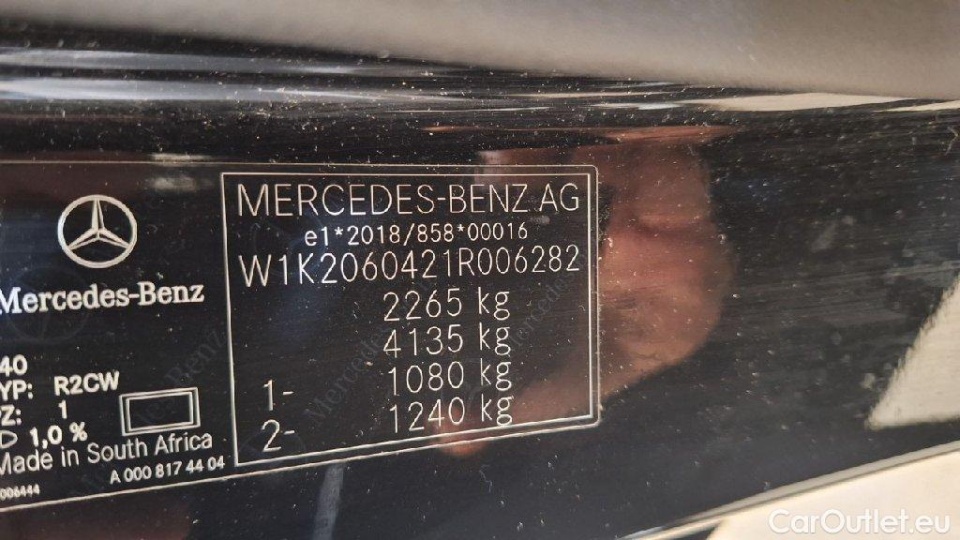 MERCEDES-BENZ AG
e1*2018/858*00016
W1K2060421R006282
2265 kg
4135 kg
1- 1080 kg
2- 1240 kg
Mercedes-Benz
40
YP: R2CW
Z: 1
1,0 %
Made in South Africa
A 000 817 44 04
006444
CarOutlet.eu